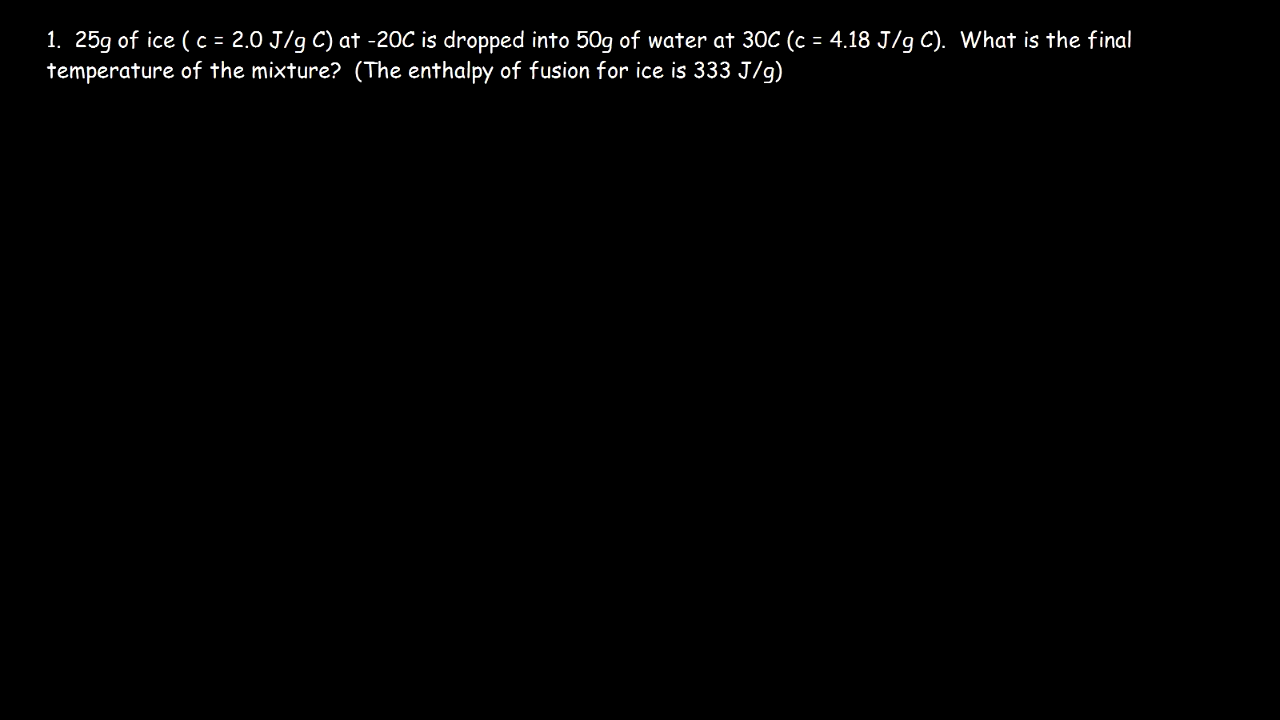 1.  25g of ice ( c = 2.0 J/g C) at -20C is dropped into 50g of water at 30C (c = 4.18 J/g C).  What is the final
temperature of the mixture?  (The enthalpy of fusion for ice is 333 J/g)